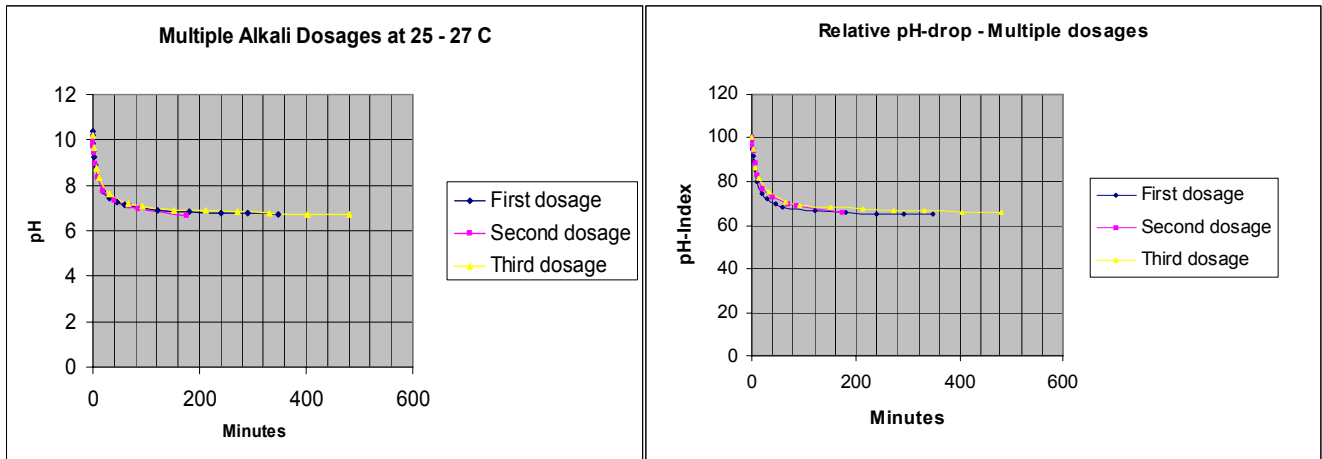 Multiple Alkali Dosages at 25 - 27 C
12
10
8
6
4
2
0
pH
0 200 400 600
Minutes
First dosage
Second dosage
Third dosage
Relative pH-drop - Multiple dosages
120
100
80
60
40
20
0
pH-Index
0 200 400 600
Minutes
First dosage
Second dosage
Third dosage